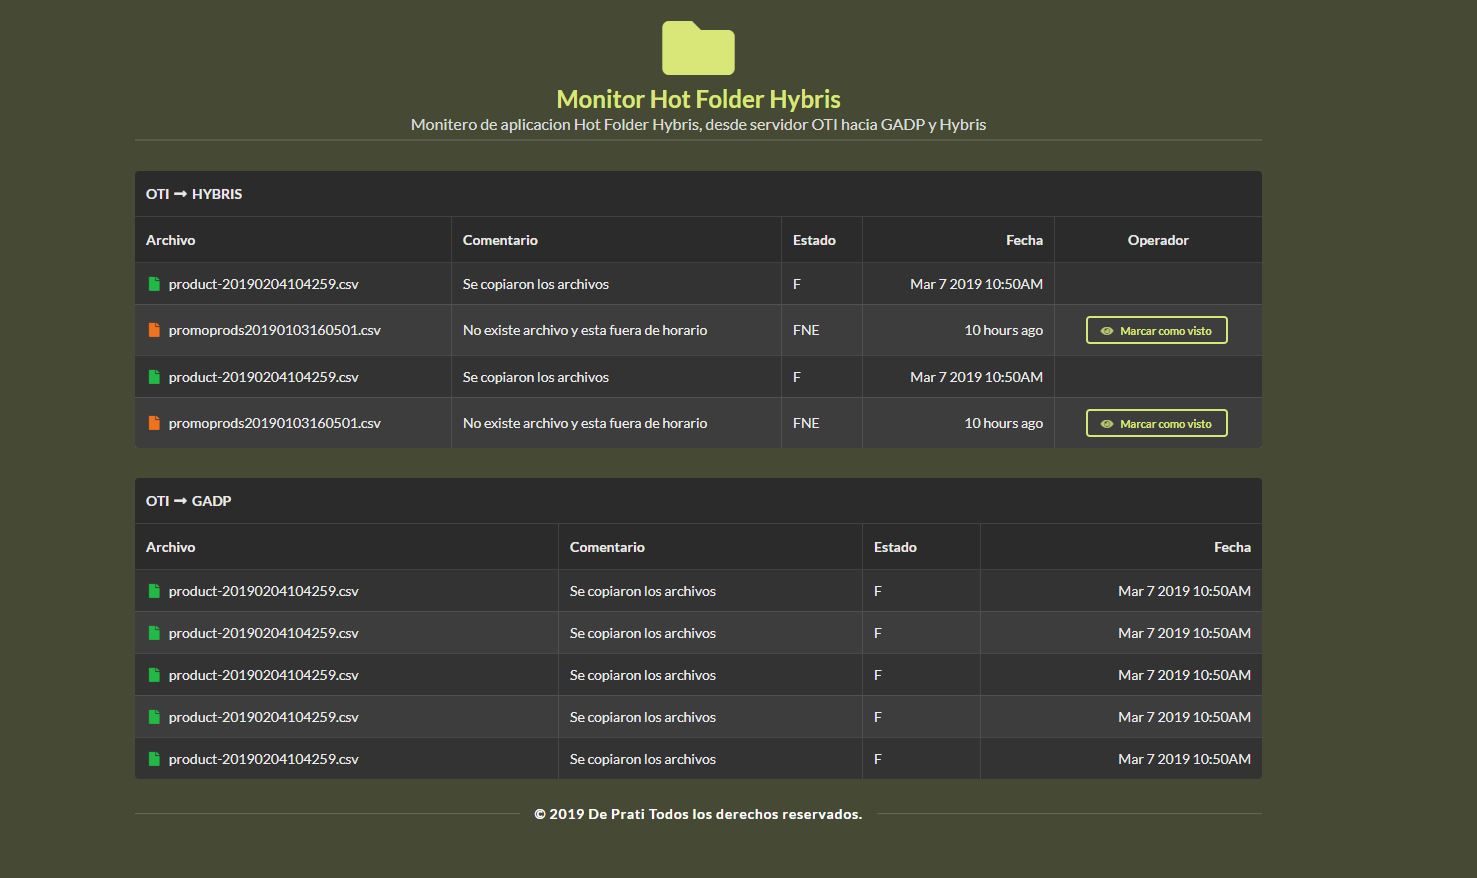 Monitor Hot Folder Hybris
Monitero de aplicacion Hot Folder Hybris, desde servidor OTI hacia GADP y Hybris
OTI → HYBRIS
Archivo Comentario Estado Fecha Operador
product-20190204104259.csv Se copiaron los archivos F Mar 7 2019 10:50AM
promoprods20190103160501.csv No existe archivo y esta fuera de horario FNE 10 hours ago Marcar como visto
product-20190204104259.csv Se copiaron los archivos F Mar 7 2019 10:50AM
promoprods20190103160501.csv No existe archivo y esta fuera de horario FNE 10 hours ago Marcar como visto
OTI → GADP
Archivo Comentario Estado Fecha
product-20190204104259.csv Se copiaron los archivos F Mar 7 2019 10:50AM
product-20190204104259.csv Se copiaron los archivos F Mar 7 2019 10:50AM
product-20190204104259.csv Se copiaron los archivos F Mar 7 2019 10:50AM
product-20190204104259.csv Se copiaron los archivos F Mar 7 2019 10:50AM
product-20190204104259.csv Se copiaron los archivos F Mar 7 2019 10:50AM
© 2019 De Prati Todos los derechos reservados.